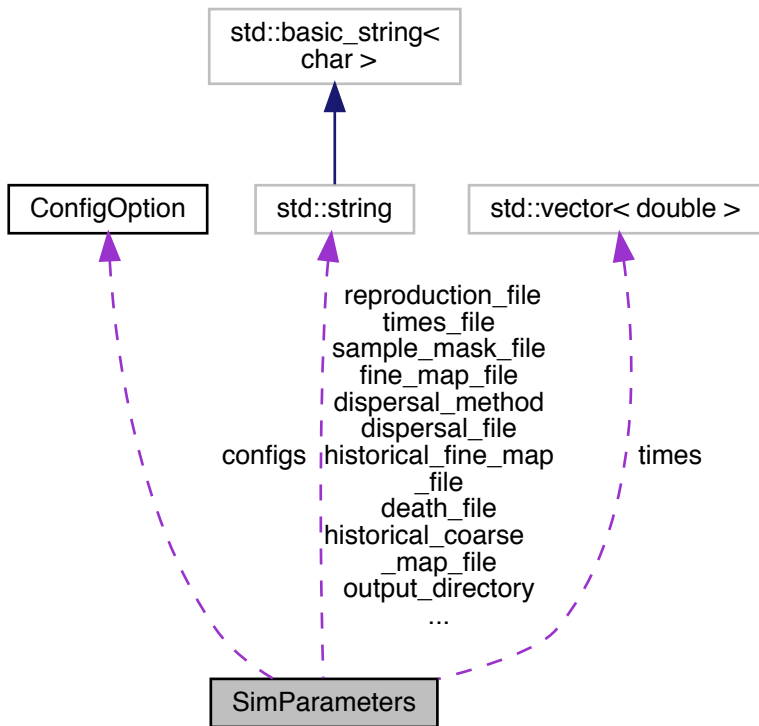 std::basic_string<
char >
ConfigOption
std::string
std::vector< double >
reproduction_file
times_file
sample_mask_file
fine_map_file
dispersal_method
dispersal_file
configs
historical_fine_map
_file
times
death_file
historical_coarse
_map_file
output_directory
...
SimParameters